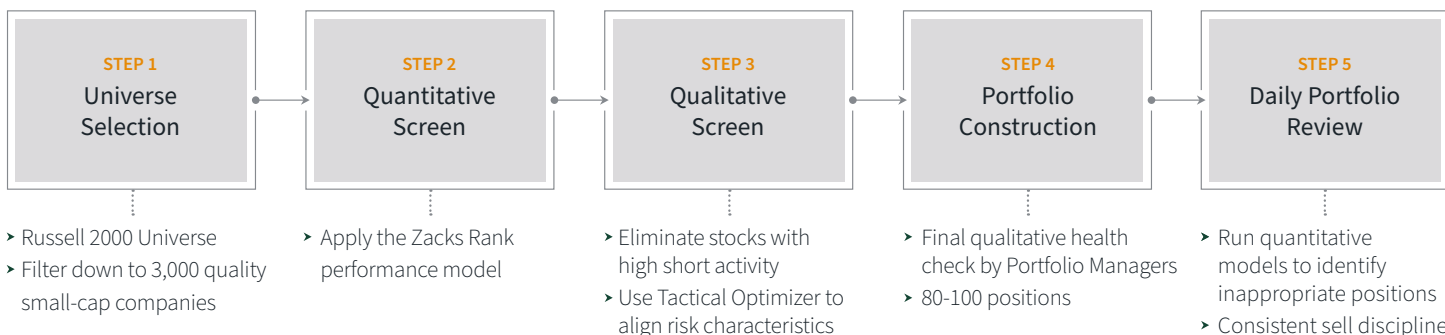 STEP 1
Universe
Selection
➤ Russell 2000 Universe
➤ Filter down to 3,000 quality
small-cap companies
STEP 2
Quantitative
Screen
➤ Apply the Zacks Rank
performance model
STEP 3
Qualitative
Screen
➤ Eliminate stocks with
high short activity
➤ Use Tactical Optimizer to
align risk characteristics
STEP 4
Portfolio
Construction
➤ Final qualitative health
check by Portfolio Managers
➤ 80-100 positions
STEP 5
Daily Portfolio
Review
➤ Run quantitative
models to identify
inappropriate positions
➤ Consistent sell discipline